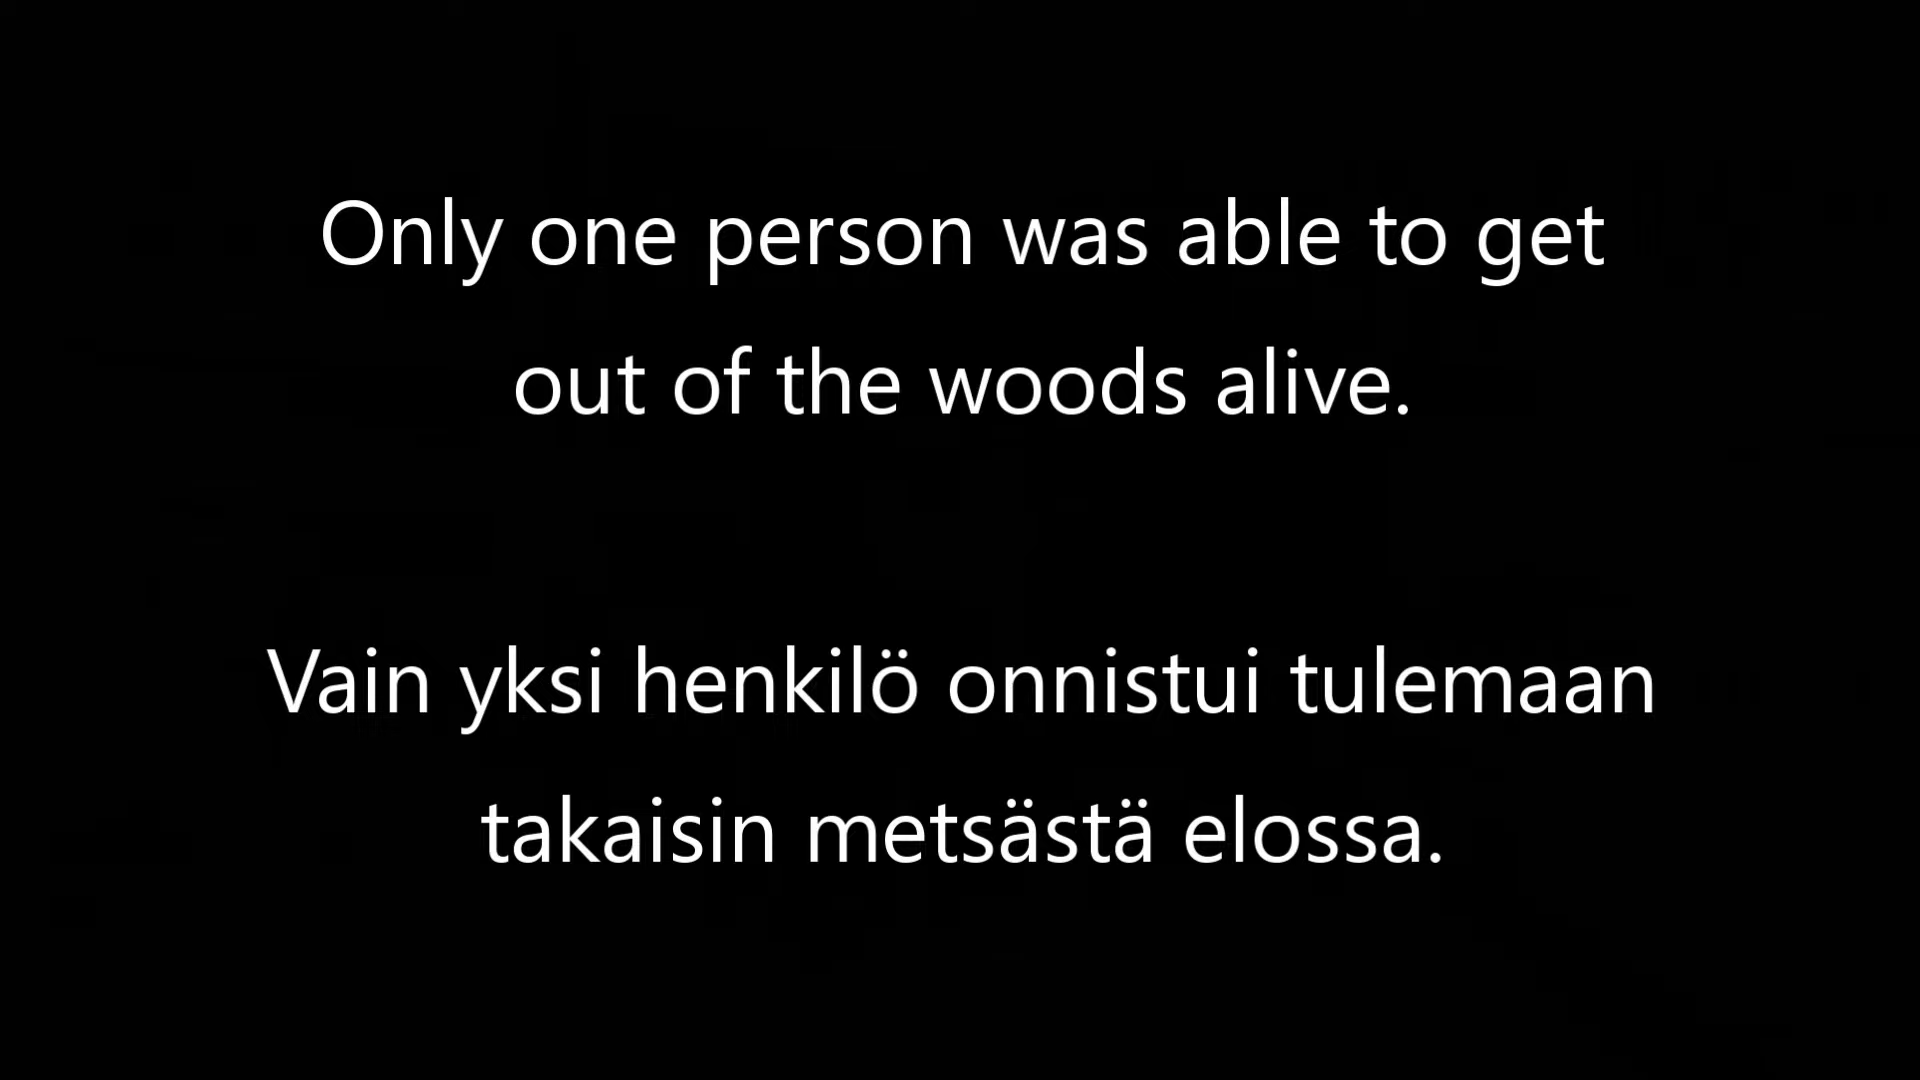 Only one person was able to get
out of the woods alive.
Vain yksi henkilö onnistui tulemaan
takaisin metsästä elossa.